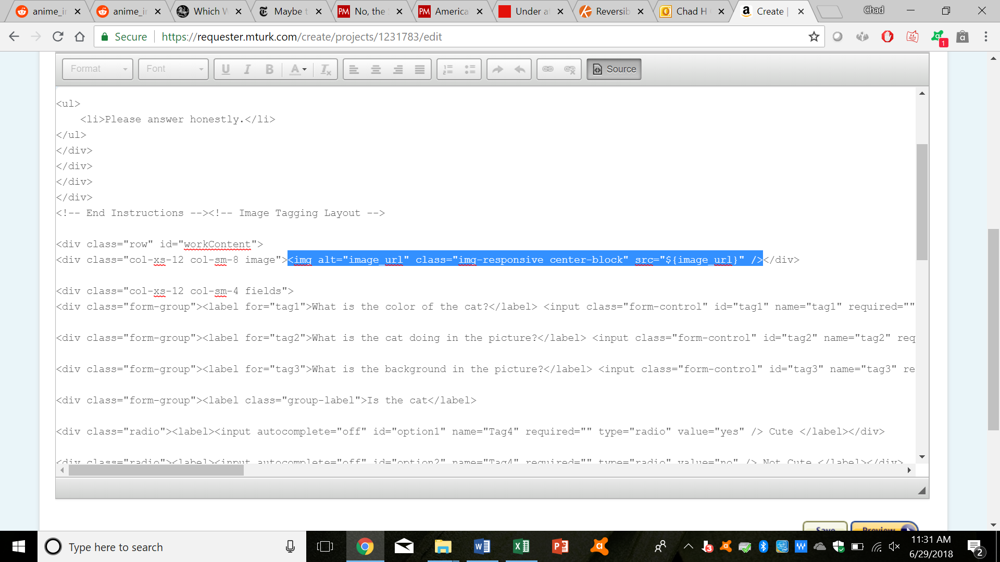 anime_i
anime_i
Which W
Maybe t
PM No, the
PM America
Under a
Reversib
Chad H
Create |
Chad
Secure
https://requester.mturk.com/create/projects/1231783/edit
1
Format
Font
Source
<ul>
<li>Please answer honestly.</li>
</ul>
</div>
</div>
</div>
</div>
<!-- End Instructions --><!-- Image Tagging Layout -->
<div class="row" id="workContent">
<div class="col-xs-12 col-sm-8 image"><img alt="image_url" class="img-responsive center-block" src="${image_url}" /></div>
<div class="col-xs-12 col-sm-4 fields">
<div class="form-group"><label for="tag1">What is the color of the cat?</label> <input class="form-control" id="tag1" name="tag1" required=""
<div class="form-group"><label for="tag2">What is the cat doing in the picture?</label> <input class="form-control" id="tag2" name="tag2" req
<div class="form-group"><label for="tag3">What is the background in the picture?</label> <input class="form-control" id="tag3" name="tag3" re
<div class="form-group"><label class="group-label">Is the cat</label>
<div class="radio"><label><input autocomplete="off" id="option1" name="Tag4" required="" type="radio" value="yes" /> Cute </label></div>
<div class="radio"><label><input autocomplete="off" id="option2" name="Tag4" required="" type="radio" value="no" /> Not Cute </label></div>
Save
Preview
Type here to search
3
11:31 AM
6/29/2018
2